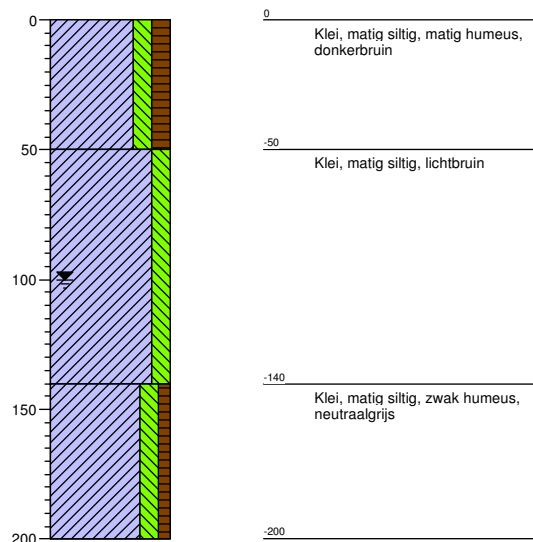 0
50
100
150
200
0
Klei, matig siltig, matig humeus,
donkerbruin
-50
Klei, matig siltig, lichtbruin
-140
Klei, matig siltig, zwak humeus,
neutraalgrijs
-200